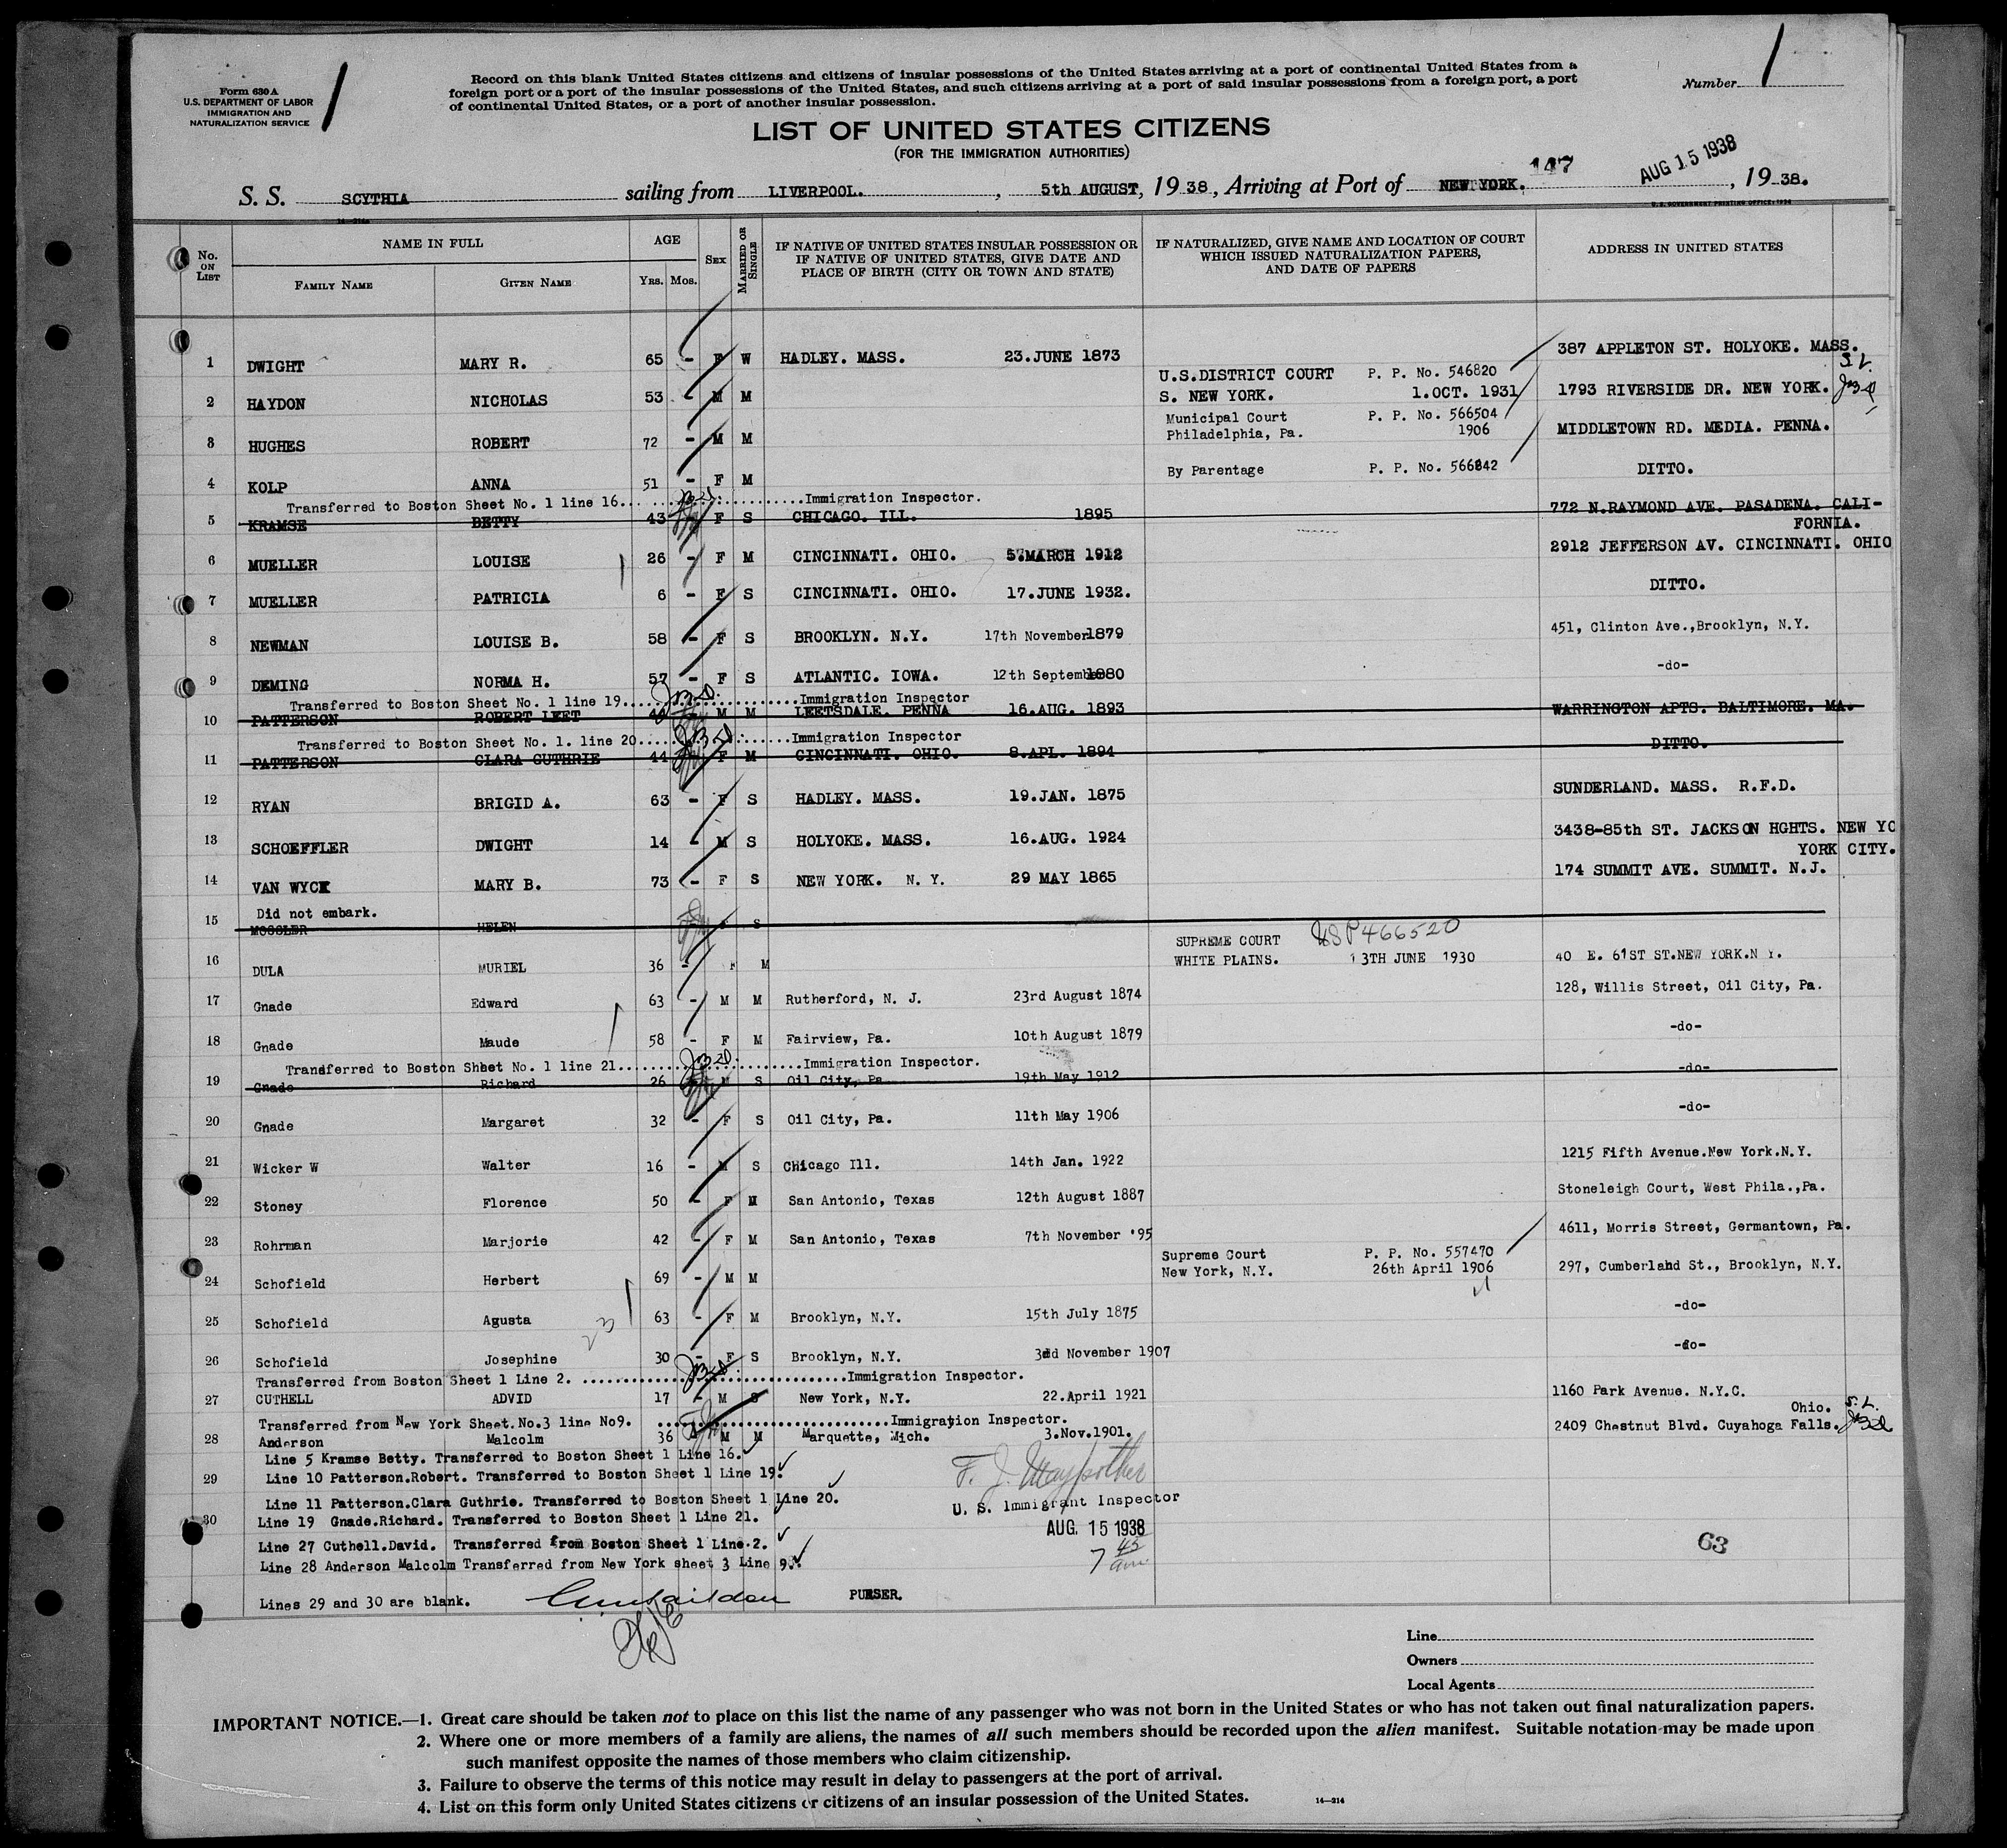 Form 630 A
U.S. DEPARTMENT OF LABOR
IMMIGRATION AND
NATURALIZATION SERVICE
1
Record on this blank United States citizens and citizens of insular possessions of the United States arriving at a port of continental United States from a
foreign port or a port of the insular possessions of the United States, and such citizens arriving at a port of said insular possessions from a foreign port, a port
of continental United States, or a port of another insular possession.
Number 1
LIST OF UNITED STATES CITIZENS
(FOR THE IMMIGRATION AUTHORITIES)
147
AUG 15 1938
S. S. SCYTHIA sailing from LIVERPOOL. , 5th AUGUST, 19 38, Arriving at Port of NEW YORK. , 19 38.
14—214
U.S. GOVERNMENT PRINTING OFFICE: 1934
No. ON LIST NAME IN FULL FAMILY NAME GIVEN NAME AGE YRS. MOS. SEX MARRIED OR SINGLE IF NATIVE OF UNITED STATES INSULAR POSSESSION OR IF NATIVE OF UNITED STATES, GIVE DATE AND PLACE OF BIRTH (CITY OR TOWN AND STATE) IF NATURALIZED, GIVE NAME AND LOCATION OF COURT WHICH ISSUED NATURALIZATION PAPERS, AND DATE OF PAPERS ADDRESS IN UNITED STATES
1 DWIGHT MARY R. 65 - F W HADLEY. MASS. 23.JUNE 1873 387 APPLETON ST. HOLYOKE. MASS.
S.L.
U.S.DISTRICT COURT P. P. No. 546820
2 HAYDON NICHOLAS 53 - M M S. NEW YORK. 1.OCT. 1931 1793 RIVERSIDE DR. NEW YORK.
Municipal Court P. P. No. 566504
3 HUGHES ROBERT 72 - M M Philadelphia, Pa. 1906 MIDDLETOWN RD. MEDIA. PENNA.
4 KOLP ANNA 51 - F M By Parentage P. P. No. 566842 DITTO.
Transferred to Boston Sheet No. 1 line 16..............Immigration Inspector.
5 KRAMSE BETTY 43 F S CHICAGO. ILL. 1895 772 N.RAYMOND AVE. PASADENA. CALI-
FORNIA.
6 MUELLER LOUISE 26 - F M CINCINNATI. OHIO. 5.MARCH 1912 2912 JEFFERSON AV. CINCINNATI. OHIO
7 MUELLER PATRICIA 6 - F S CINCINNATI. OHIO. 17.JUNE 1932. DITTO.
8 NEWMAN LOUISE B. 58 - F S BROOKLYN. N.Y. 17th November 1879 451, Clinton Ave.,Brooklyn, N.Y.
9 DEMING NORMA H. 57 - F S ATLANTIC. IOWA. 12th September 1880 -do-
Transferred to Boston Sheet No. 1 line 19..............Immigration Inspector
10 PATTERSON ROBERT LEET 44 M M LEETSDALE. PENNA 16.AUG. 1893 WARRINGTON APTS. BALTIMORE. MA.
Transferred to Boston Sheet No. 1. line 20..............Immigration Inspector
11 PATTERSON CLARA GUTHRIE 44 F M CINCINNATI. OHIO. 8.APL. 1894 DITTO.
12 RYAN BRIGID A. 63 - F S HADLEY. MASS. 19.JAN. 1875 SUNDERLAND. MASS. R.F.D.
13 SCHOEFFLER DWIGHT 14 - M S HOLYOKE. MASS. 16.AUG. 1924 3438-85th ST. JACKSON HGHTS. NEW YO
YORK CITY.
14 VAN WYCK MARY B. 73 - F S NEW YORK. N. Y. 29 MAY 1865 174 SUMMIT AVE. SUMMIT. N.J.
Did not embark.
15 MOSSLER HELEN F S
SUPREME COURT USP466520
16 DULA MURIEL 36 - F M WHITE PLAINS. 13TH JUNE 1930 40 E. 61ST ST.NEW YORK.N Y.
17 Gnade Edward 63 - M M Rutherford, N. J. 23rd August 1874 128, Willis Street, Oil City, Pa.
18 Gnade Maude 58 - F M Fairview, Pa. 10th August 1879 -do-
Transferred to Boston Sheet No. 1 line 21..............Immigration Inspector.
19 Gnade Richard 26 M S Oil City, Pa 19th May 1912 -do-
20 Gnade Margaret 32 - F S Oil City, Pa. 11th May 1906 -do-
21 Wicker W Walter 16 - M S CHicago Ill. 14th Jan. 1922 1215 Fifth Avenue.New York.N.Y.
22 Stoney Florence 50 - F M San Antonio, Texas 12th August 1887 Stoneleigh Court, West Phila.,Pa.
23 Rohrman Marjorie 42 - F M San Antonio, Texas 7th November '95 4611, Morris Street, Germantown, Pa.
Supreme Court P. P. No. 557470
24 Schofield Herbert 69 - M M New York, N.Y. 26th April 1906 297, Cumberland St., Brooklyn, N.Y.
25 Schofield Agusta 63 - F M Brooklyn, N.Y. 15th July 1875 -do-
26 Schofield Josephine 30 - F S Brooklyn, N.Y. 3rd November 1907 -do-
Transferred from Boston Sheet 1 Line 2. ..............Immigration Inspector.
27 CUTHELL ADVID 17 - M S New York, N.Y. 22.April 1921 1160 Park Avenue. N.Y.C.
Ohio. S.L.
Transferred from New York Sheet.No.3 line No9. ..............Immigration Inspector.
28 Anderson Malcolm 36 M M Marquette, Mich. 3.Nov.1901. 2409 Chestnut Blvd. Cuyahoga Falls.
Line 5 Kramse Betty. Transferred to Boston Sheet 1 Line 16.
29 Line 10 Patterson.Robert. Transferred to Boston Sheet 1 Line 19.
Line 11 Patterson.Clara Guthrie. Transferred to Boston Sheet 1 Line 20.
30 Line 19 Gnade.Richard. Transferred to Boston Sheet 1 Line 21.
Line 27 Cuthell.David. Transferred from Boston Sheet 1 Line.2.
Line 28 Anderson Malcolm Transferred from New York sheet 3 Line 9.
U. S. Immigrant Inspector
AUG 15 1938
7 45 am
63
Lines 29 and 30 are blank.
PURSER.
Line
Owners
Local Agents
IMPORTANT NOTICE.—1. Great care should be taken not to place on this list the name of any passenger who was not born in the United States or who has not taken out final naturalization papers.
2. Where one or more members of a family are aliens, the names of all such members should be recorded upon the alien manifest. Suitable notation may be made upon
such manifest opposite the names of those members who claim citizenship.
3. Failure to observe the terms of this notice may result in delay to passengers at the port of arrival.
4. List on this form only United States citizens or citizens of an insular possession of the United States.
14—214